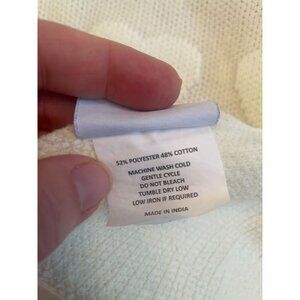 52% POLYESTER 48% COTTON
MACHINE WASH COLD
GENTLE CYCLE
DO NOT BLEACH
TUMBLE DRY LOW
LOW IRON IF REQUIRED
MADE IN INDIA